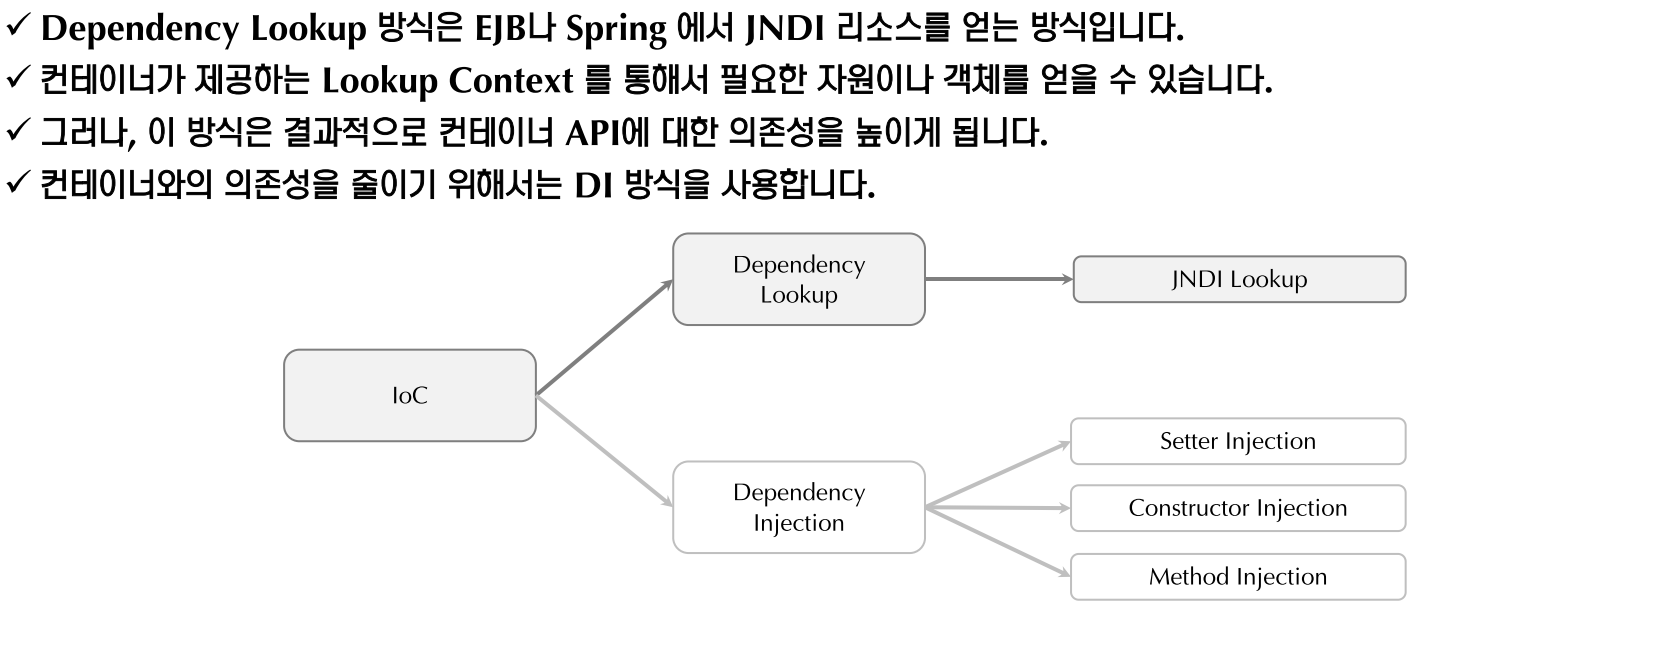 ✓ Dependency Lookup 방식은 EJB나 Spring 에서 JNDI 리소스를 얻는 방식입니다.
✓ 컨테이너가 제공하는 Lookup Context 를 통해서 필요한 자원이나 객체를 얻을 수 있습니다.
✓ 그러나, 이 방식은 결과적으로 컨테이너 API에 대한 의존성을 높이게 됩니다.
✓ 컨테이너와의 의존성을 줄이기 위해서는 DI 방식을 사용합니다.
Dependency
Lookup
JNDI Lookup
IoC
Dependency
Injection
Setter Injection
Constructor Injection
Method Injection